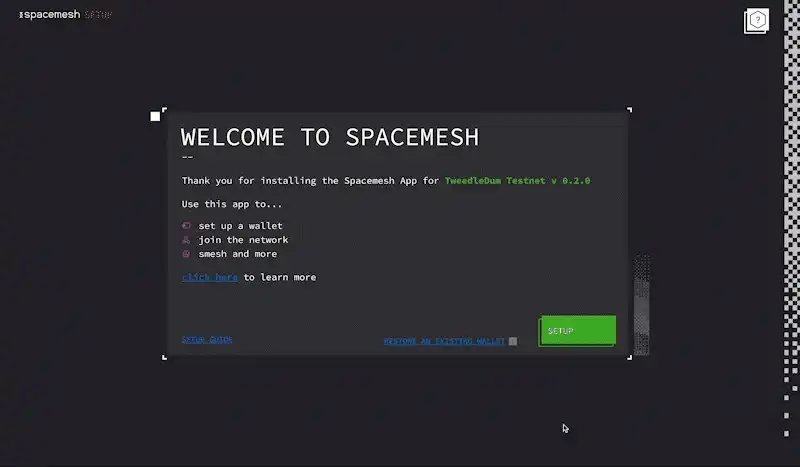 spacemesh SETUP
?
WELCOME TO SPACEMESH
--
Thank you for installing the Spacemesh App for TweedleDum Testnet v 0.2.0
Use this app to...
set up a wallet
join the network
smesh and more
click here to learn more
SETUP GUIDE
RESTORE AN EXISTING WALLET
SETUP